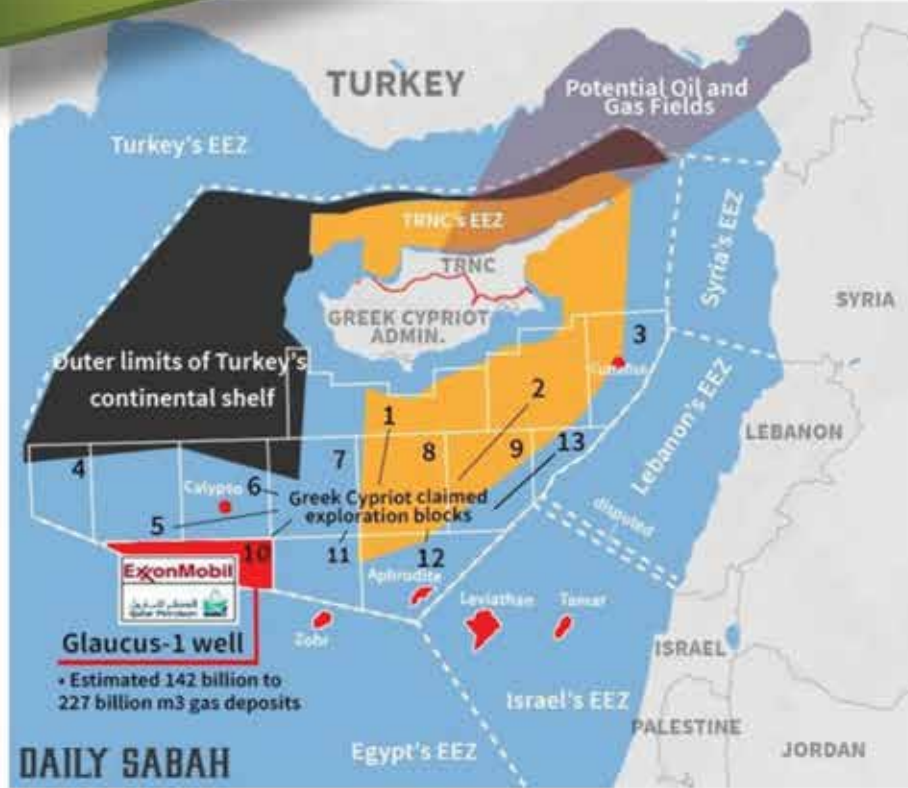 TURKEY
Potential Oil and
Gas Fields
Turkey's EEZ
TRNC's EEZ
TRNC
Syria's EEZ
SYRIA
GREEK CYPRIOT
ADMIN.
3
Outer limits of Turkey's
continental shelf
1
2
Lebanon's EEZ
LEBANON
4
7
8
9
13
Calypso
6
Greek Cypriot claimed
exploration blocks
disputed
5
10
11
12
ExxonMobil
Aphrodite
Leviathan
Tamar
Qatar Petroleum
Zohr
Glaucus-1 well
ISRAEL
• Estimated 142 billion to
227 billion m3 gas deposits
Israel's EEZ
PALESTINE
Egypt's EEZ
JORDAN
DAILY SABAH